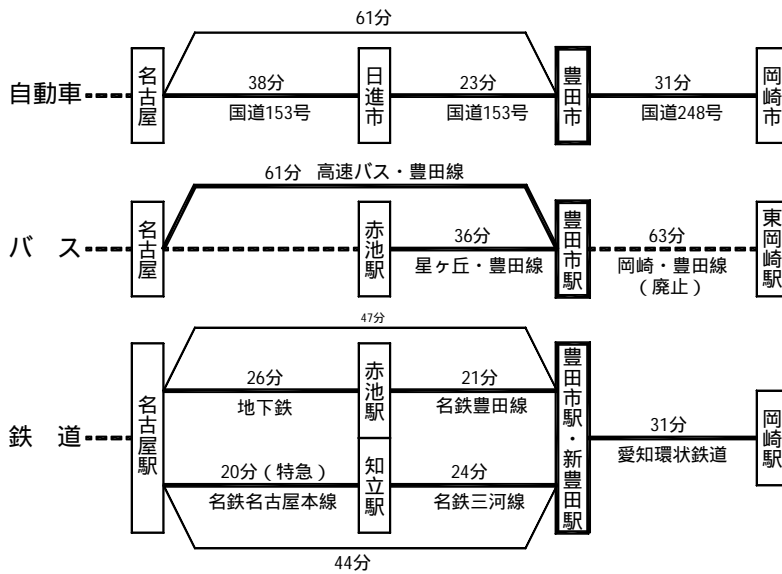 61分
自動車
名古屋
38分
国道153号
日進市
23分
国道153号
豊田市
31分
国道248号
岡崎市
61分 高速バス・豊田線
バス
名古屋
赤池駅
36分
星ヶ丘・豊田線
豊田市駅
63分
岡崎・豊田線
(廃止)
東岡崎駅
47分
鉄道
名古屋駅
26分
地下鉄
赤池駅
21分
名鉄豊田線
豊田市駅・新豊田駅
31分
愛知環状鉄道
岡崎駅
20分(特急)
名鉄名古屋本線
知立駅
24分
名鉄三河線
44分